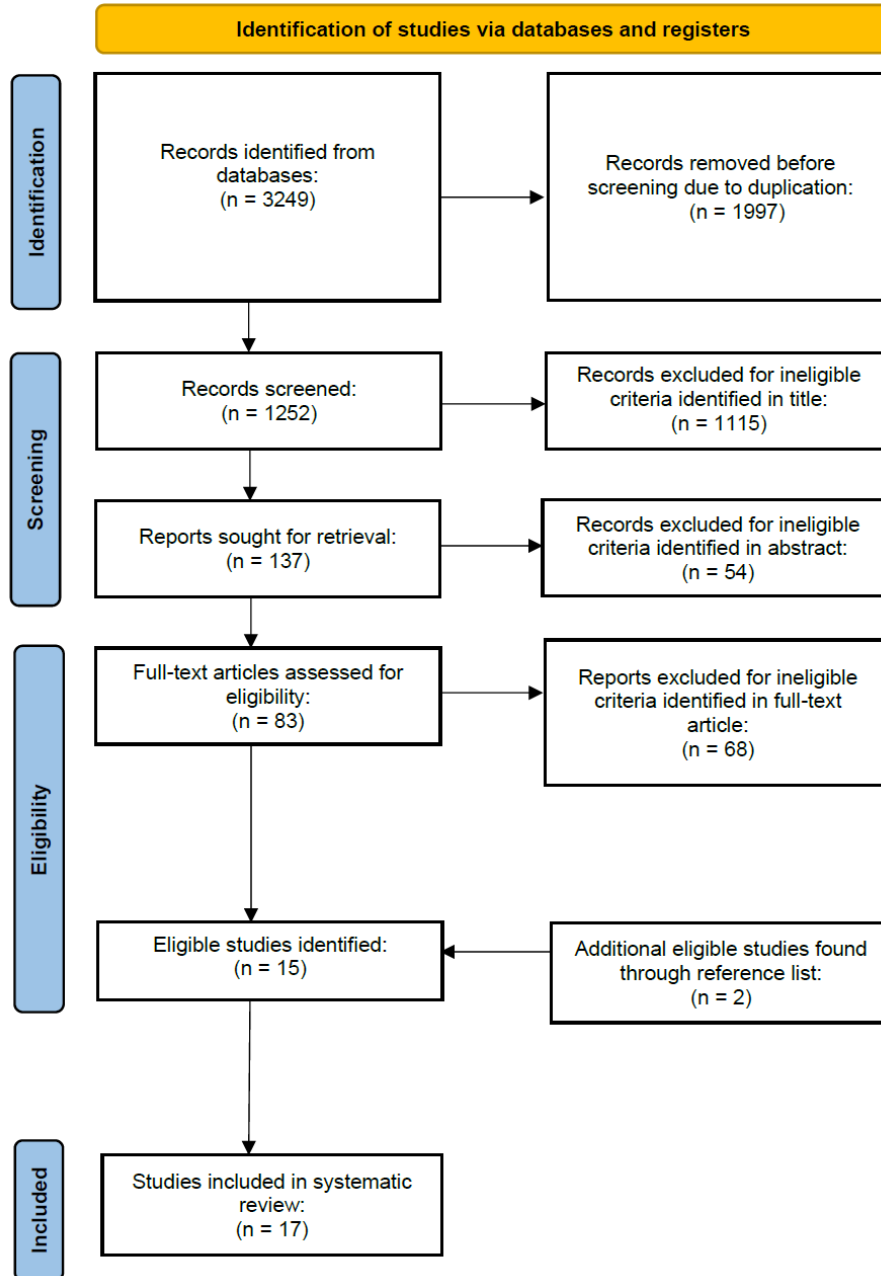 Identification of studies via databases and registers
Identification
Records identified from
databases:
(n = 3249)
Records removed before
screening due to duplication:
(n = 1997)
Screening
Records screened:
(n = 1252)
Records excluded for ineligible
criteria identified in title:
(n = 1115)
Reports sought for retrieval:
(n = 137)
Records excluded for ineligible
criteria identified in abstract:
(n = 54)
Eligibility
Full-text articles assessed for
eligibility:
(n = 83)
Reports excluded for ineligible
criteria identified in full-text
article:
(n = 68)
Eligible studies identified:
(n = 15)
Additional eligible studies found
through reference list:
(n = 2)
Included
Studies included in systematic
review:
(n = 17)